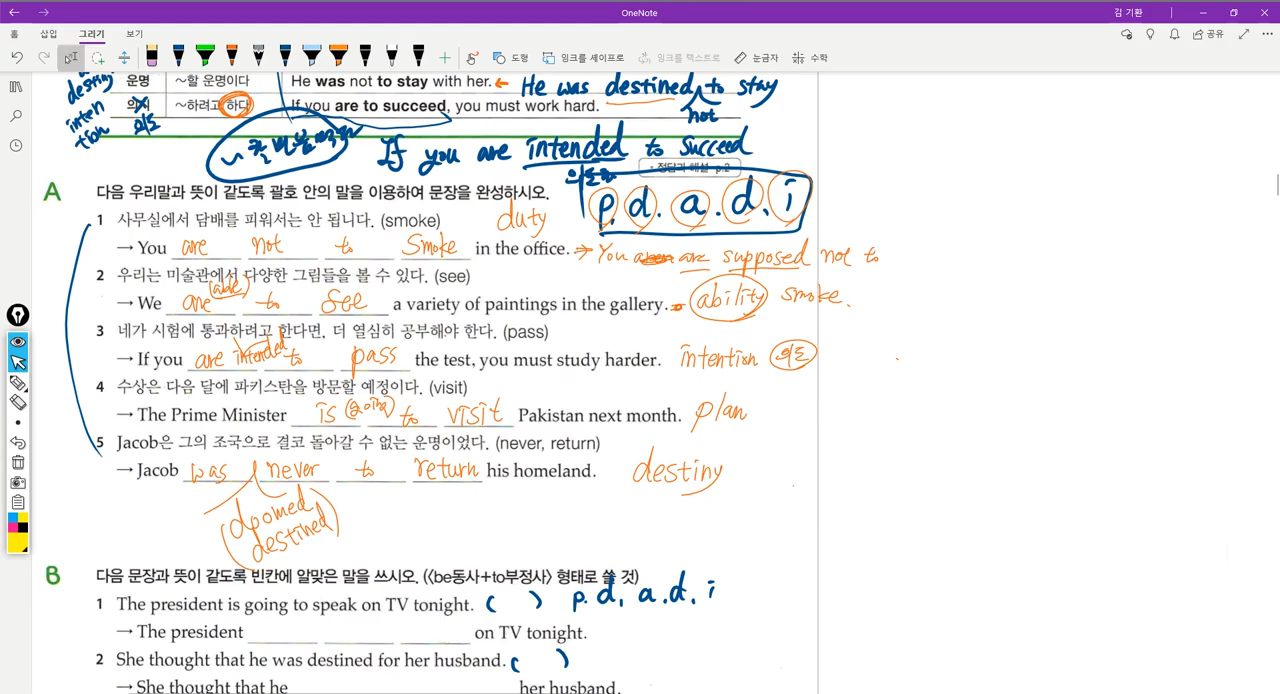 OneNote
김 기환
홈 삽입 그리기 보기
공유
도형 잉크를 셰이프로 잉크를 텍스트로 눈금자 수학
destiny 운명 ~할 운명이다 He was not to stay with her. ← He was destined to stay
not
intention 의지 ~하려고 하다 If you are to succeed, you must work hard.
의도
If you are intended to succeed
정답과 해설 p.2
A 다음 우리말과 뜻이 같도록 괄호 안의 말을 이용하여 문장을 완성하시오.
p. d. a. d. i
1 사무실에서 담배를 피워서는 안 됩니다. (smoke) duty
→ You are not to smoke in the office. → You are supposed not to
smoke.
2 우리는 미술관에서 다양한 그림들을 볼 수 있다. (see)
→ We are (able) to see a variety of paintings in the gallery. ability
3 네가 시험에 통과하려고 한다면, 더 열심히 공부해야 한다. (pass)
→ If you are intended to pass the test, you must study harder. intention 의도
4 수상은 다음 달에 파키스탄을 방문할 예정이다. (visit)
→ The Prime Minister is (going) to visit Pakistan next month. plan
5 Jacob은 그의 조국으로 결코 돌아갈 수 없는 운명이었다. (never, return)
→ Jacob was never to return his homeland. destiny
(doomed
destined)
B 다음 문장과 뜻이 같도록 빈칸에 알맞은 말을 쓰시오. (〈be동사+to부정사〉 형태로 쓸 것)
1 The president is going to speak on TV tonight. ( ) p. d. a. d. i
→ The president ______ ______ ______ on TV tonight.
2 She thought that he was destined for her husband. ( )
→ She thought that he ______ her husband.